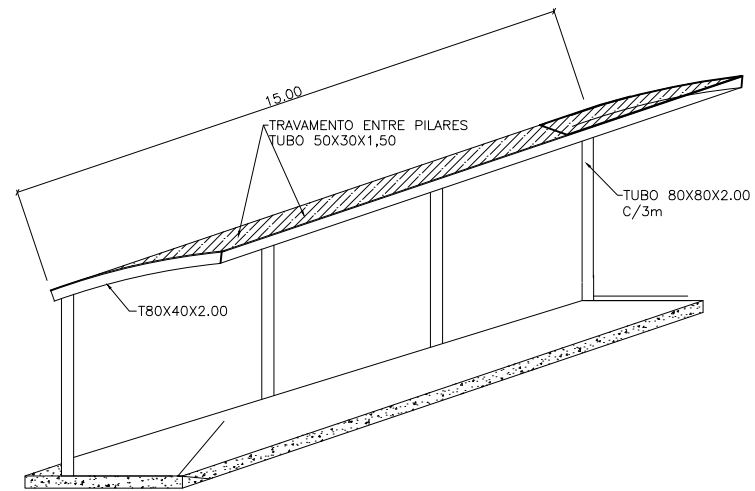 15.00
TRAVAMENTO ENTRE PILARES
TUBO 50X30X1,50
TUBO 80X80X2.00
C/3m
T80X40X2.00